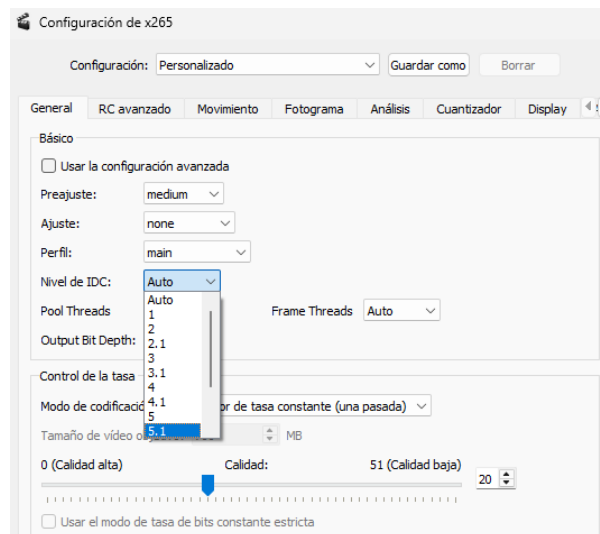 Configuración de x265
Configuración: Personalizado Guardar como Borrar
General RC avanzado Movimiento Fotograma Análisis Cuantizador Display
Básico
Usar la configuración avanzada
Preajuste: medium
Ajuste: none
Perfil: main
Nivel de IDC: Auto
Auto
Pool Threads 1 Frame Threads Auto
2
Output Bit Depth: 2.1
3
Control de la tasa 3.1
4
Modo de codificació 4.1 or de tasa constante (una pasada)
5
Tamaño de vídeo o 5.1 MB
0 (Calidad alta) Calidad: 51 (Calidad baja) 20
Usar el modo de tasa de bits constante estricta